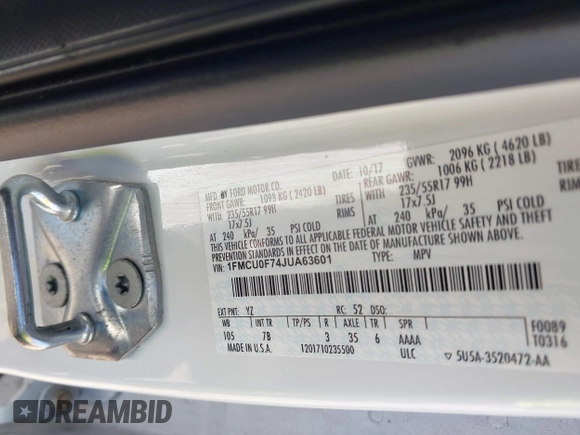 MFD BY FORD MOTOR CO.
DATE: 10/17 GVWR: 2096 KG ( 4620 LB)
FRONT GAWR: 1098 KG ( 2420 LB) REAR GAWR: 1006 KG ( 2218 LB)
WITH 235/55R17 99H TIRES WITH 235/55R17 99H TIRES
17x7.5J RIMS 17x7.5J RIMS
AT 240 kPa/ 35 PSI COLD AT 240 kPa/ 35 PSI COLD
THIS VEHICLE CONFORMS TO ALL APPLICABLE FEDERAL MOTOR VEHICLE SAFETY AND THEFT
PREVENTION STANDARDS IN EFFECT ON THE DATE OF MANUFACTURE SHOWN ABOVE.
VIN: 1FMCU0F74JUA63601 TYPE: MPV
EXT PNT: YZ RC: 52 DSO:
WB INT TR TP/PS R AXLE TR SPR F0089
105 7B 3 35 6 AAAA T0316
MADE IN U.S.A. 1201710235500 ULC 5U5A-3520472-AA
DREAMBID